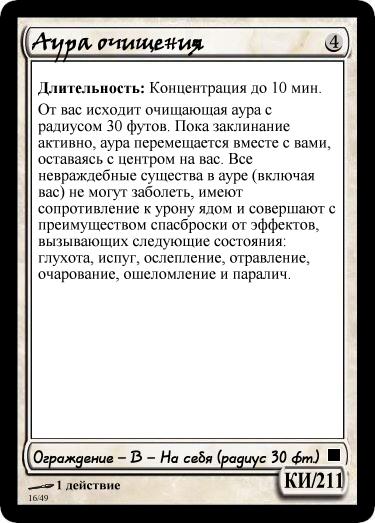 Аура очищения
4
Длительность: Концентрация до 10 мин.
От вас исходит очищающая аура с
радиусом 30 футов. Пока заклинание
активно, аура перемещается вместе с вами,
оставаясь с центром на вас. Все
невраждебные существа в ауре (включая
вас) не могут заболеть, имеют
сопротивление к урону ядом и совершают с
преимуществом спасброски от эффектов,
вызывающих следующие состояния:
глухота, испуг, ослепление, отравление,
очарование, ошеломление и паралич.
Ограждение – В – На себя (радиус 30 фт.)
КИ/211
1 действие
16/49